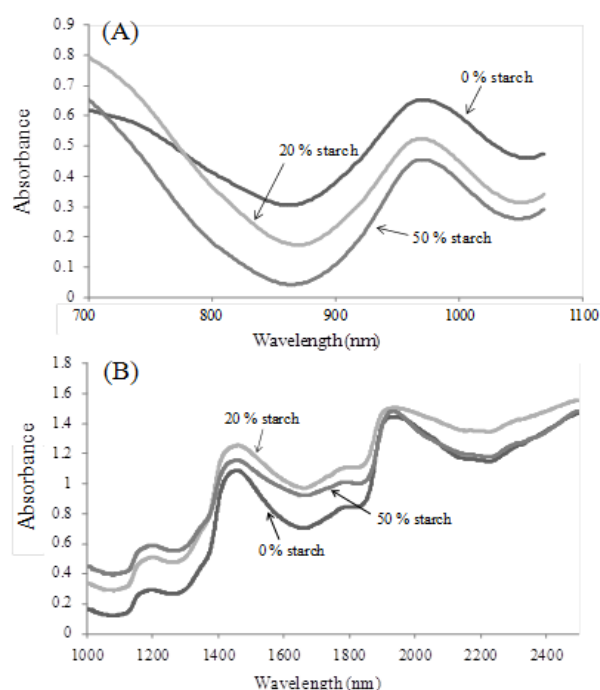 (A)
0.9
0.8
0.7
0.6
0.5
0.4
0.3
0.2
0.1
0
Absorbance
0 % starch
20 % starch
50 % starch
700 800 900 1000 1100
Wavelength (nm)
(B)
1.8
1.6
1.4
1.2
1
0.8
0.6
0.4
0.2
0
Absorbance
20 % starch
50 % starch
0 % starch
1000 1200 1400 1600 1800 2000 2200 2400
Wavelength (nm)